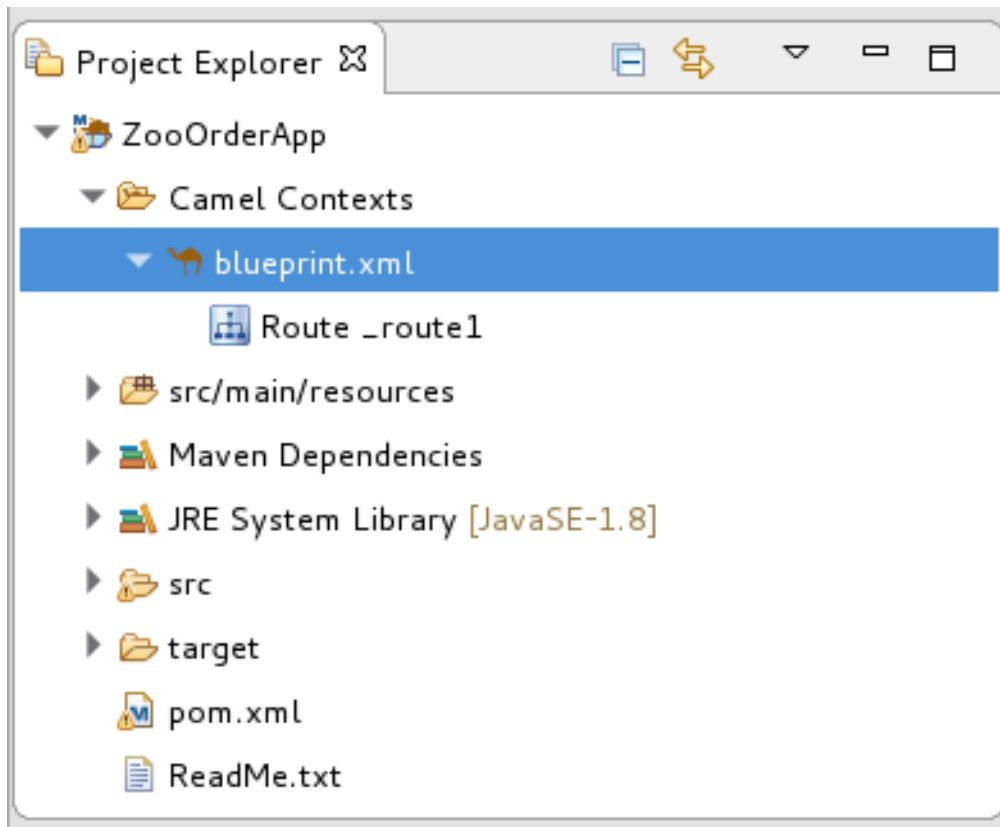 Project Explorer
ZooOrderApp
Camel Contexts
blueprint.xml
Route _route1
src/main/resources
Maven Dependencies
JRE System Library [JavaSE-1.8]
src
target
pom.xml
ReadMe.txt